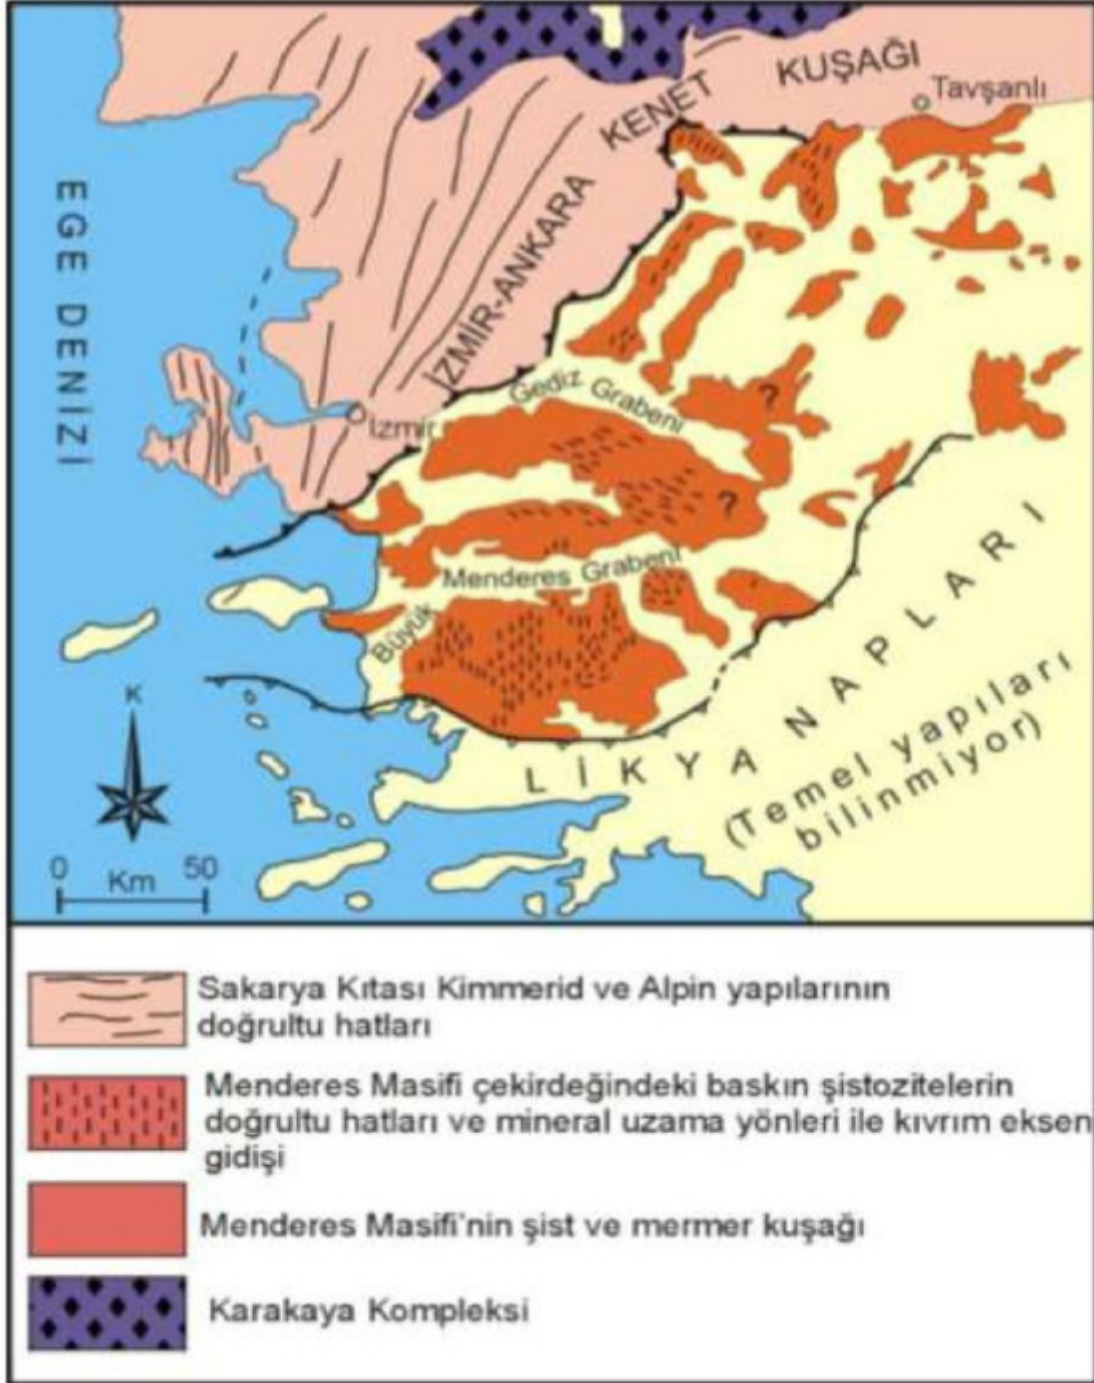 KUŞAĞI
Tavşanlı
KENET
İZMİR-ANKARA
EGE DENİZİ
Gediz Grabeni
İzmir
?
?
Büyük Menderes Grabeni
LİKYA NAPLARI
(Temel yapıları
bilinmiyor)
K
0 50
Km
Sakarya Kıtası Kimmerid ve Alpin yapılarının
doğrultu hatları
Menderes Masifi çekirdeğindeki baskın şistozitelerin
doğrultu hatları ve mineral uzama yönleri ile kıvrım eksen
gidişi
Menderes Masifi'nin şist ve mermer kuşağı
Karakaya Kompleksi